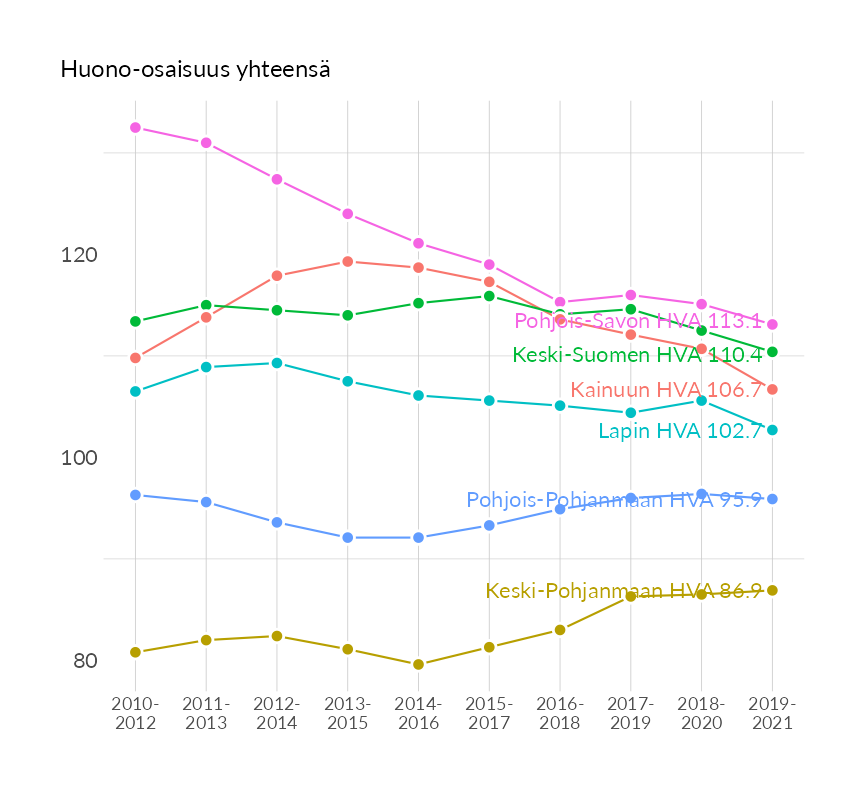 Huono-osaisuus yhteensä
120
100
80
Pohjois-Savon HVA 113.1
Keski-Suomen HVA 110.4
Kainuun HVA 106.7
Lapin HVA 102.7
Pohjois-Pohjanmaan HVA 95.9
Keski-Pohjanmaan HVA 86.9
2010- 2011- 2012- 2013- 2014- 2015- 2016- 2017- 2018- 2019-
2012 2013 2014 2015 2016 2017 2018 2019 2020 2021